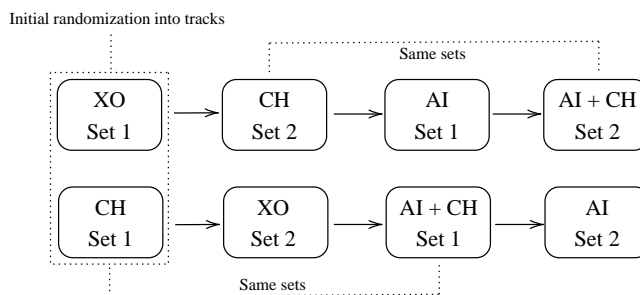 Initial randomization into tracks
Same sets
XO
Set 1
CH
Set 2
AI
Set 1
AI + CH
Set 2
CH
Set 1
XO
Set 2
AI + CH
Set 1
AI
Set 2
Same sets